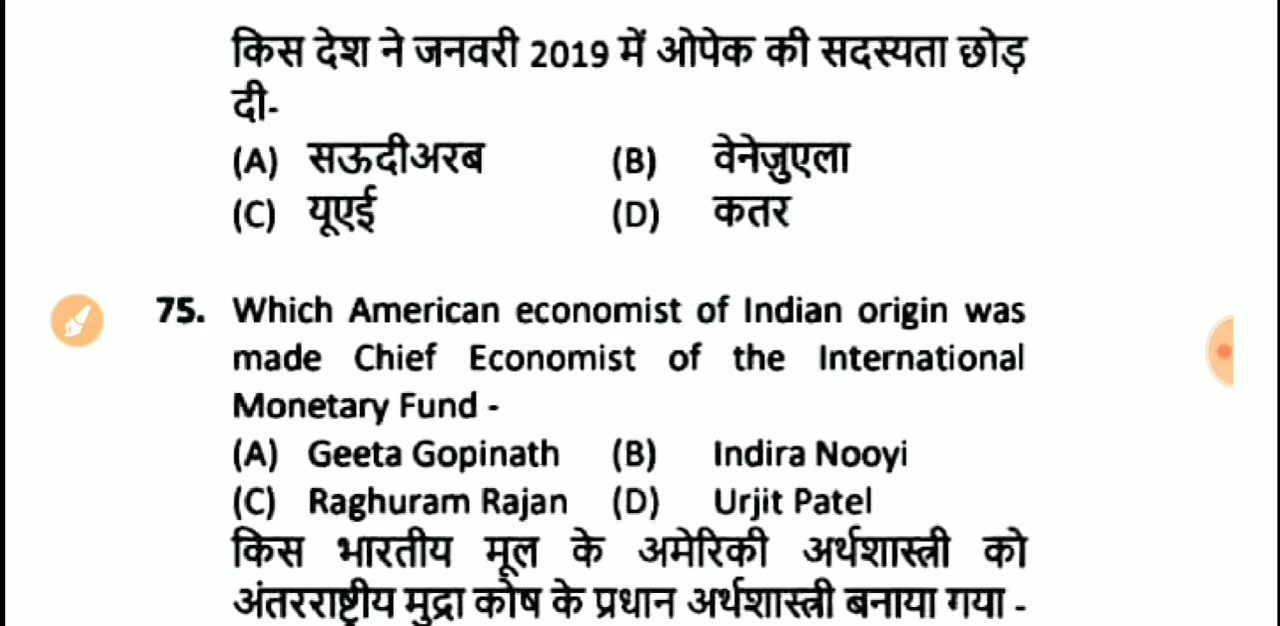 किस देश ने जनवरी 2019 में ओपेक की सदस्यता छोड़
दी-
(A) सऊदीअरब (B) वेनेज़ुएला
(C) यूएई (D) कतर
75. Which American economist of Indian origin was
made Chief Economist of the International
Monetary Fund -
(A) Geeta Gopinath (B) Indira Nooyi
(C) Raghuram Rajan (D) Urjit Patel
किस भारतीय मूल के अमेरिकी अर्थशास्त्री को
अंतरराष्ट्रीय मुद्रा कोष के प्रधान अर्थशास्त्री बनाया गया -